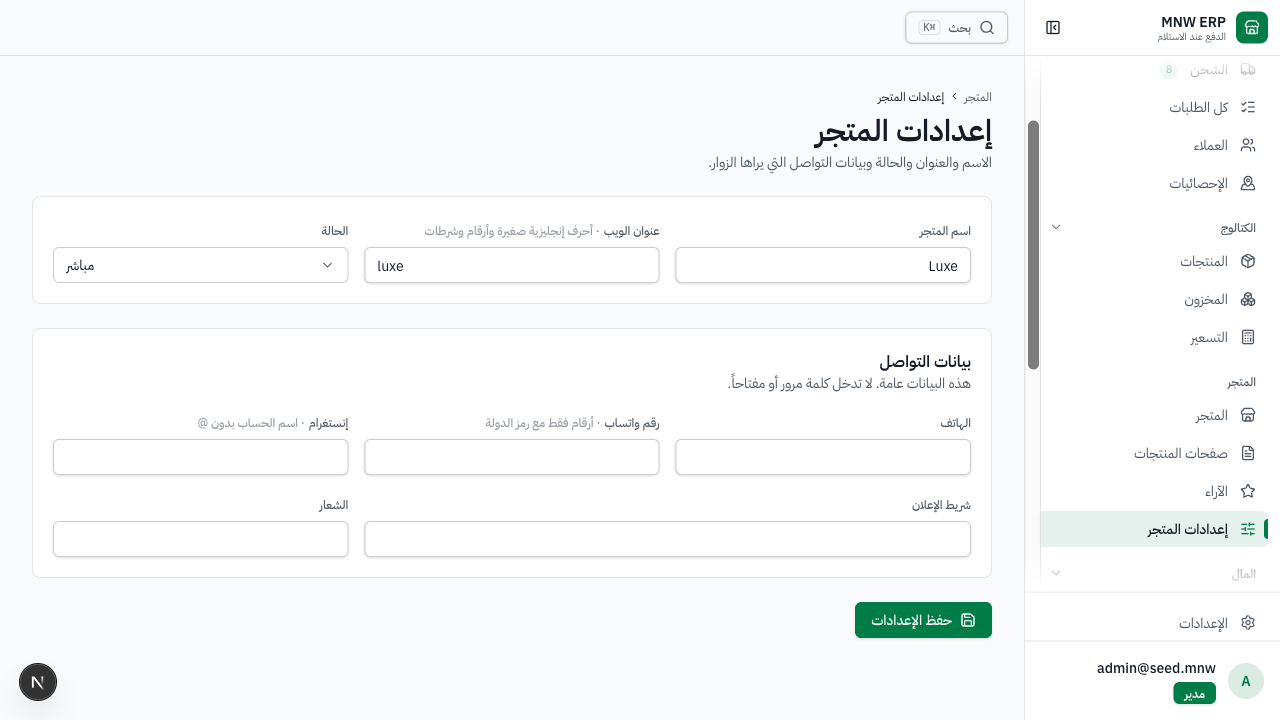 MNW ERP
الدفع عند الاستلام
الشحن 8
كل الطلبات
العملاء
الإحصائيات
الكتالوج
المنتجات
المخزون
التسعير
المتجر
المتجر
صفحات المنتجات
الآراء
إعدادات المتجر
المال
الإعدادات
A
admin@seed.mnw
مدير
بحث ⌘K
المتجر › إعدادات المتجر
إعدادات المتجر
الاسم والعنوان والحالة وبيانات التواصل التي يراها الزوار.
اسم المتجر
Luxe
عنوان الويب · أحرف إنجليزية صغيرة وأرقام وشرطات
luxe
الحالة
مباشر
بيانات التواصل
هذه البيانات عامة. لا تدخل كلمة مرور أو مفتاحاً.
الهاتف
رقم واتساب · أرقام فقط مع رمز الدولة
إنستغرام · اسم الحساب بدون @
شريط الإعلان
الشعار
حفظ الإعدادات
N